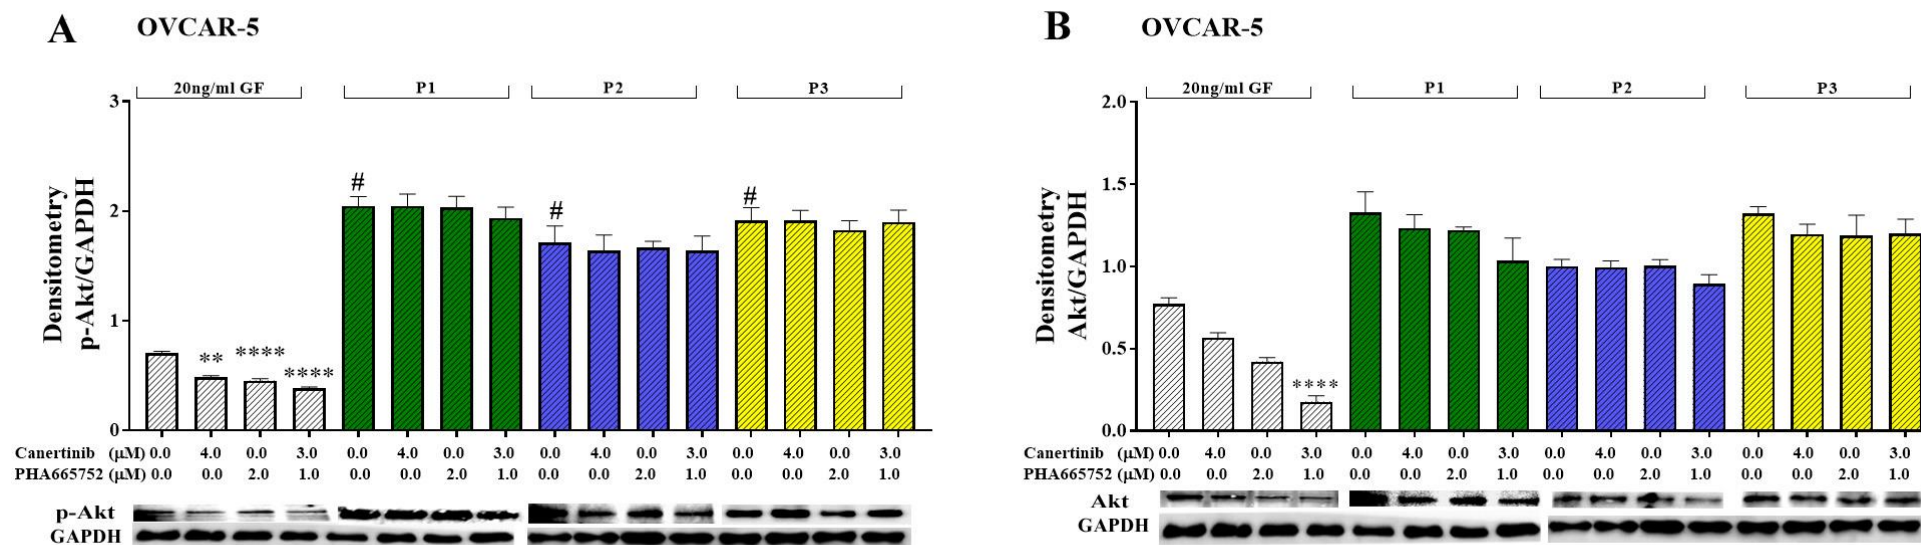 A OVCAR-5
20ng/ml GF P1 P2 P3
Densitometry
p-Akt/GAPDH
3
2
1
0
# # #
** **** ****
Canertinib (μM) 0.0 4.0 0.0 3.0 0.0 4.0 0.0 3.0 0.0 4.0 0.0 3.0 0.0 4.0 0.0 3.0
PHA665752 (μM) 0.0 0.0 2.0 1.0 0.0 0.0 2.0 1.0 0.0 0.0 2.0 1.0 0.0 0.0 2.0 1.0
p-Akt
GAPDH
B OVCAR-5
20ng/ml GF P1 P2 P3
Densitometry
Akt/GAPDH
2.0
1.5
1.0
0.5
0.0
****
Canertinib (μM) 0.0 4.0 0.0 3.0 0.0 4.0 0.0 3.0 0.0 4.0 0.0 3.0 0.0 4.0 0.0 3.0
PHA665752 (μM) 0.0 0.0 2.0 1.0 0.0 0.0 2.0 1.0 0.0 0.0 2.0 1.0 0.0 0.0 2.0 1.0
Akt
GAPDH